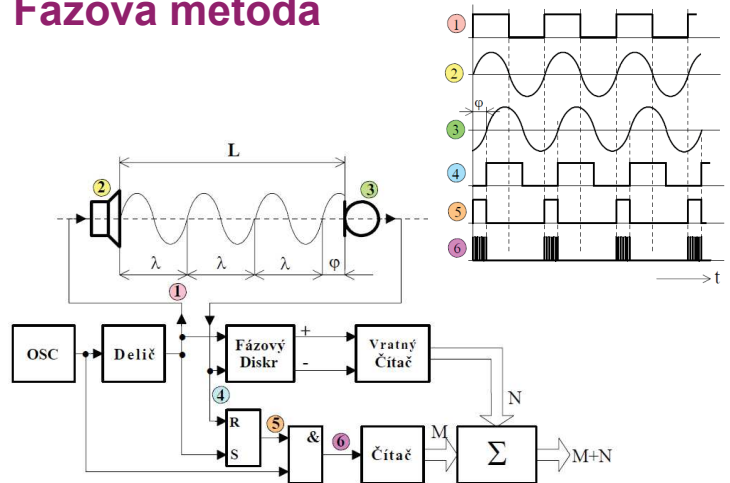 Fázová metóda
1
2
φ
3
4
5
6
t
L
2
3
λ λ λ φ
1
OSC
Delič
Fázový
Diskr
+
-
Vratný
Čítač
4
R
S
5
&
6
Čítač
M
N
Σ
M+N